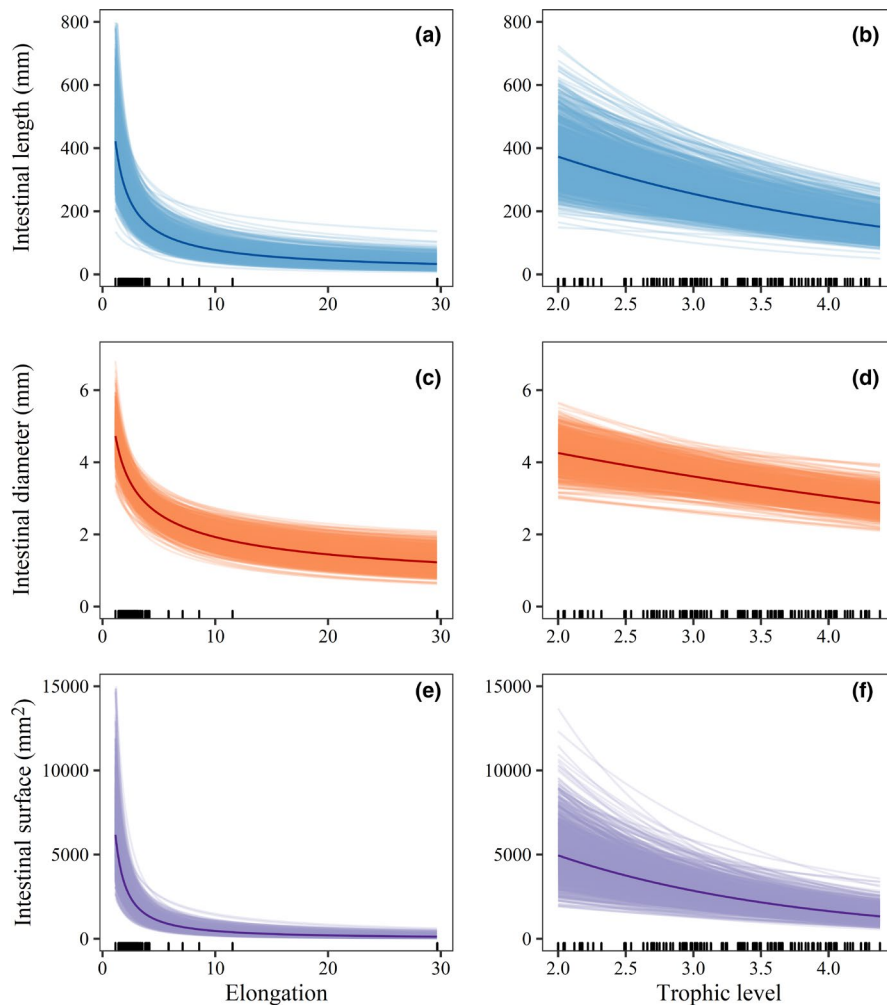 (a)
Intestinal length (mm)
800
600
400
200
0
0 10 20 30
(b)
800
600
400
200
0
2.0 2.5 3.0 3.5 4.0
(c)
Intestinal diameter (mm)
6
4
2
0
0 10 20 30
(d)
6
4
2
0
2.0 2.5 3.0 3.5 4.0
(e)
Intestinal surface (mm²)
15000
10000
5000
0
0 10 20 30
Elongation
(f)
15000
10000
5000
0
2.0 2.5 3.0 3.5 4.0
Trophic level